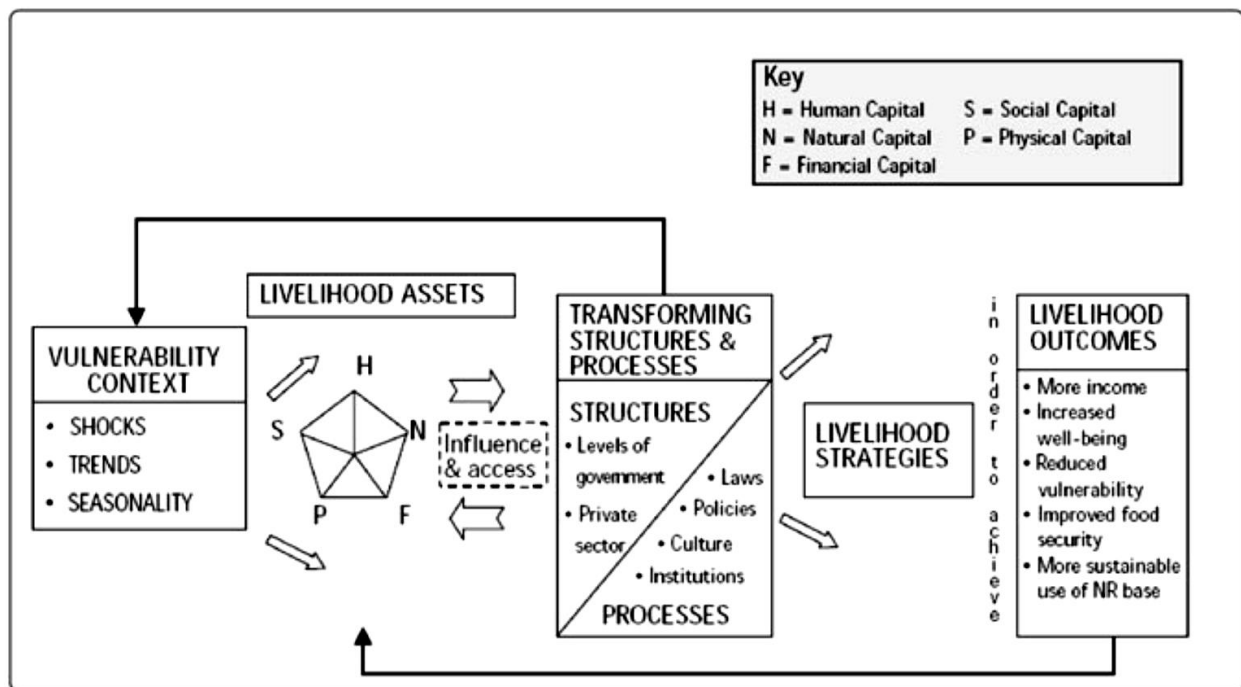 Key
H = Human Capital S = Social Capital
N = Natural Capital P = Physical Capital
F = Financial Capital
LIVELIHOOD ASSETS
VULNERABILITY
CONTEXT
• SHOCKS
• TRENDS
• SEASONALITY
H
S
N
P
F
Influence
& access
TRANSFORMING
STRUCTURES &
PROCESSES
STRUCTURES
• Levels of
government
• Private
sector
• Laws
• Policies
• Culture
• Institutions
PROCESSES
LIVELIHOOD
STRATEGIES
in order to achieve
LIVELIHOOD
OUTCOMES
• More income
• Increased
well-being
• Reduced
vulnerability
• Improved food
security
• More sustainable
use of NR base